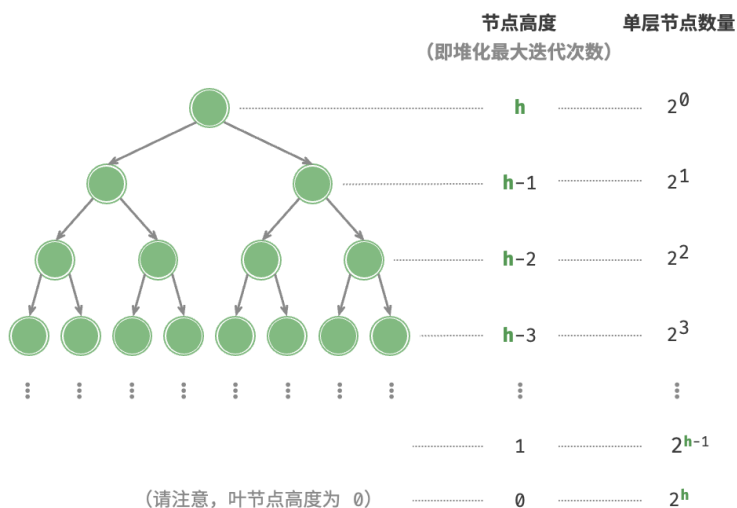 节点高度 单层节点数量
（即堆化最大迭代次数）
h 2^0
h-1 2^1
h-2 2^2
h-3 2^3
1 2^h-1
（请注意，叶节点高度为 0） 0 2^h